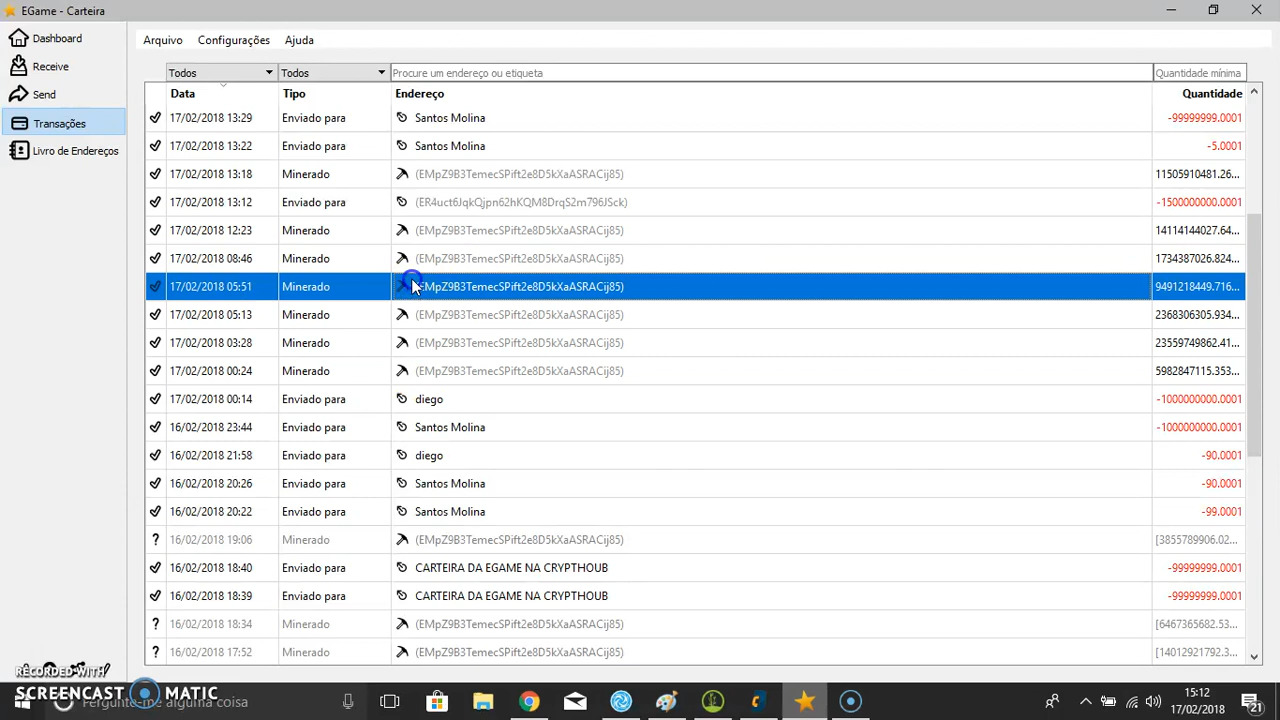 EGame - Carteira
Dashboard
Receive
Send
Transações
Livro de Endereços
Arquivo Configurações Ajuda
Todos Todos Procure um endereço ou etiqueta Quantidade mínima
Data Tipo Endereço Quantidade
17/02/2018 13:29 Enviado para Santos Molina -99999999.0001
17/02/2018 13:22 Enviado para Santos Molina -5.0001
17/02/2018 13:18 Minerado (EMpZ9B3TemecSPift2e8D5kXaASRACij85) 11505910481.26...
17/02/2018 13:12 Enviado para (ER4uct6JqkQjpn62hKQM8DrqS2m796JSck) -1500000000.0001
17/02/2018 12:23 Minerado (EMpZ9B3TemecSPift2e8D5kXaASRACij85) 14114144027.64...
17/02/2018 08:46 Minerado (EMpZ9B3TemecSPift2e8D5kXaASRACij85) 1734387026.824...
17/02/2018 05:51 Minerado (EMpZ9B3TemecSPift2e8D5kXaASRACij85) 9491218449.716...
17/02/2018 05:13 Minerado (EMpZ9B3TemecSPift2e8D5kXaASRACij85) 2368306305.934...
17/02/2018 03:28 Minerado (EMpZ9B3TemecSPift2e8D5kXaASRACij85) 23559749862.41...
17/02/2018 00:24 Minerado (EMpZ9B3TemecSPift2e8D5kXaASRACij85) 5982847115.353...
17/02/2018 00:14 Enviado para diego -1000000000.0001
16/02/2018 23:44 Enviado para Santos Molina -1000000000.0001
16/02/2018 21:58 Enviado para diego -90.0001
16/02/2018 20:26 Enviado para Santos Molina -90.0001
16/02/2018 20:22 Enviado para Santos Molina -99.0001
? 16/02/2018 19:06 Minerado (EMpZ9B3TemecSPift2e8D5kXaASRACij85) [3855789906.02...
16/02/2018 18:40 Enviado para CARTEIRA DA EGAME NA CRYPTHOUB -99999999.0001
16/02/2018 18:39 Enviado para CARTEIRA DA EGAME NA CRYPTHOUB -99999999.0001
? 16/02/2018 18:34 Minerado (EMpZ9B3TemecSPift2e8D5kXaASRACij85) [6467365682.53...
? 16/02/2018 17:52 Minerado (EMpZ9B3TemecSPift2e8D5kXaASRACij85) [14012921792.3...
RECORDED WITH
SCREENCAST MATIC
Pergunte-me alguma coisa
15:12
17/02/2018
21